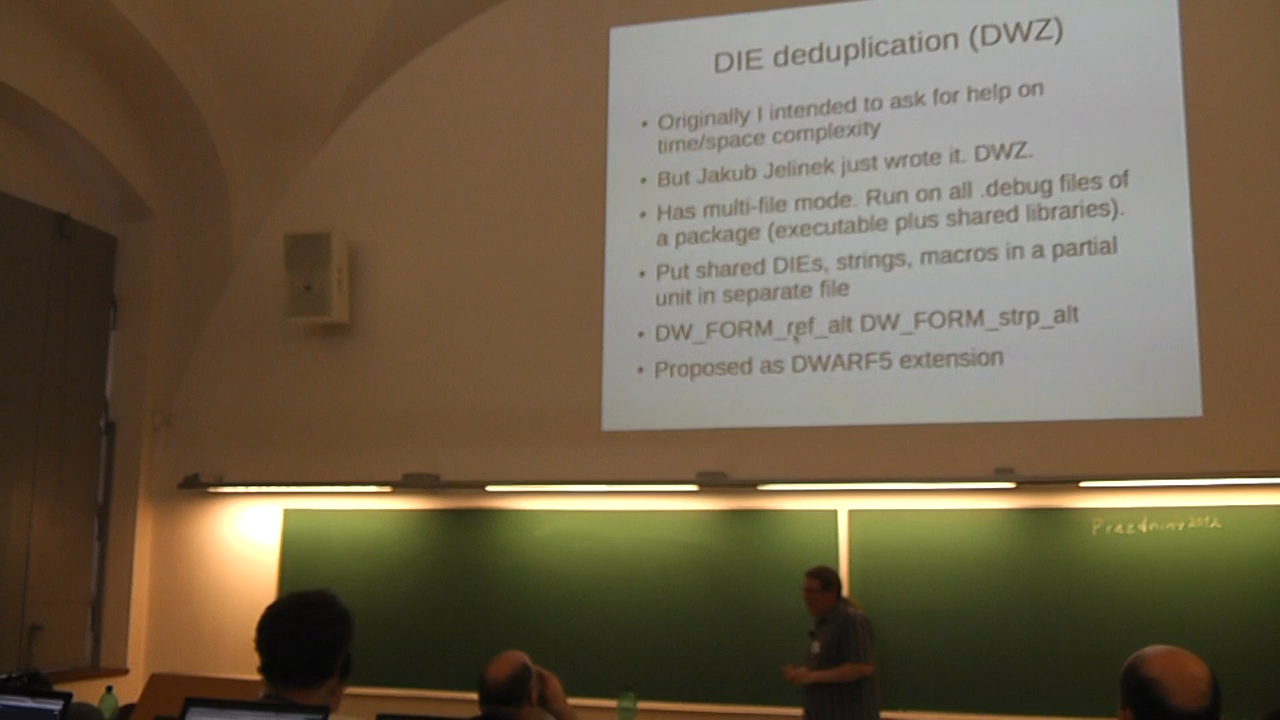 DIE deduplication (DWZ)
• Originally I intended to ask for help on
time/space complexity
• But Jakub Jelinek just wrote it. DWZ.
• Has multi-file mode. Run on all .debug files of
a package (executable plus shared libraries).
• Put shared DIEs, strings, macros in a partial
unit in separate file
• DW_FORM_ref_alt DW_FORM_strp_alt
• Proposed as DWARF5 extension
2012